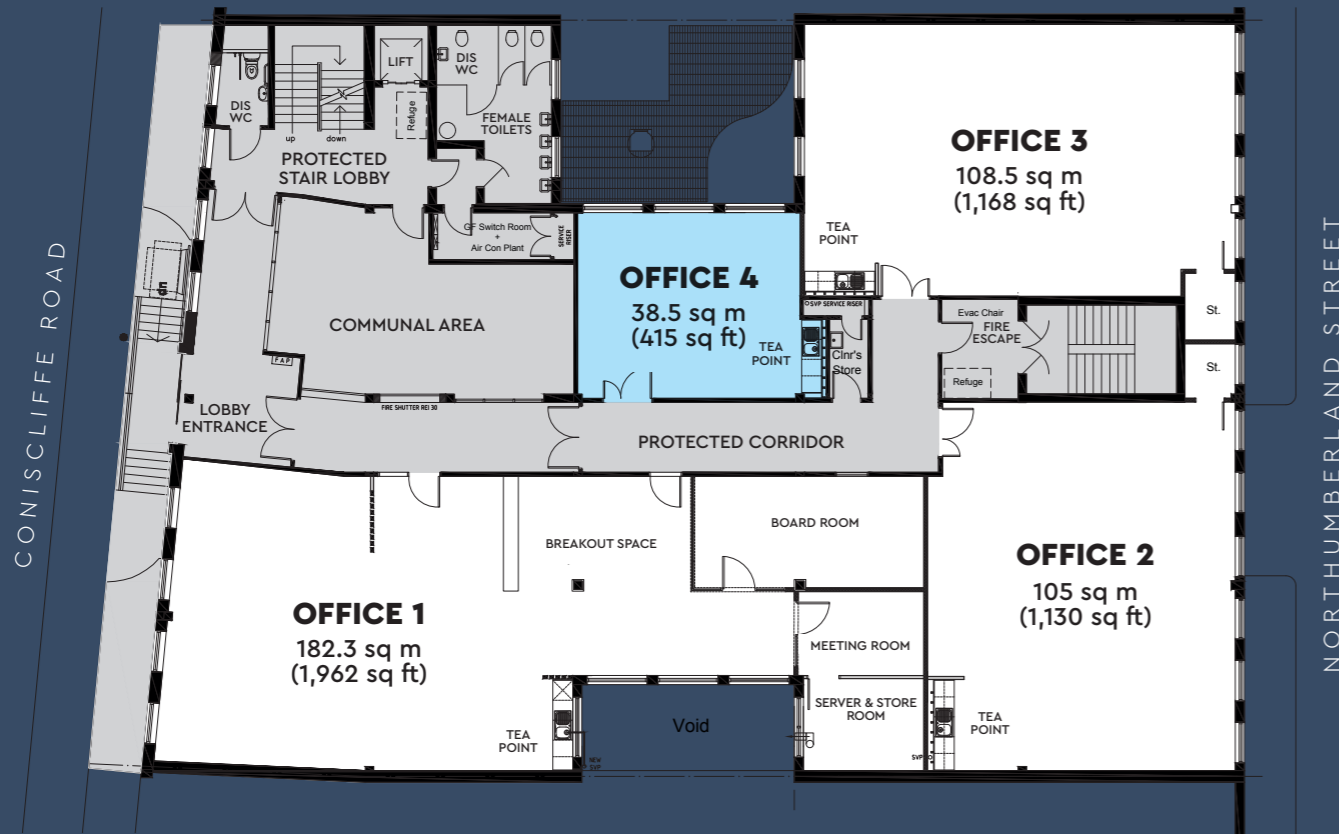 CONISCLIFFE ROAD
NORTHUMBERLAND STREET
DIS
WC
up
down
LIFT
Refuge
DIS
WC
FEMALE
TOILETS
PROTECTED
STAIR LOBBY
GF Switch Room
+
Air Con Plant
SERVICE
RISER
COMMUNAL AREA
FAP
up
LOBBY
ENTRANCE
FIRE SHUTTER REI 30
PROTECTED CORRIDOR
OFFICE 4
38.5 sq m
(415 sq ft)
TEA
POINT
OFFICE 3
108.5 sq m
(1,168 sq ft)
TEA
POINT
SVP SERVICE RISER
Clnr's
Store
Evac Chair
FIRE
ESCAPE
Refuge
St.
St.
OFFICE 1
182.3 sq m
(1,962 sq ft)
TEA
POINT
BREAKOUT SPACE
BOARD ROOM
MEETING ROOM
SERVER & STORE
ROOM
Void
NEW
SVP
SVP
OFFICE 2
105 sq m
(1,130 sq ft)
TEA
POINT